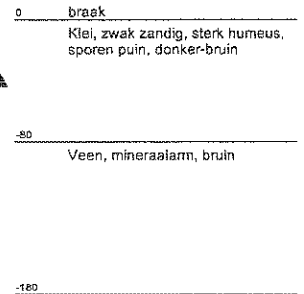 0 braak
Klei, zwak zandig, sterk humeus,
sporen puin, donker-bruin
-80
Veen, mineraalarm, bruin
-180